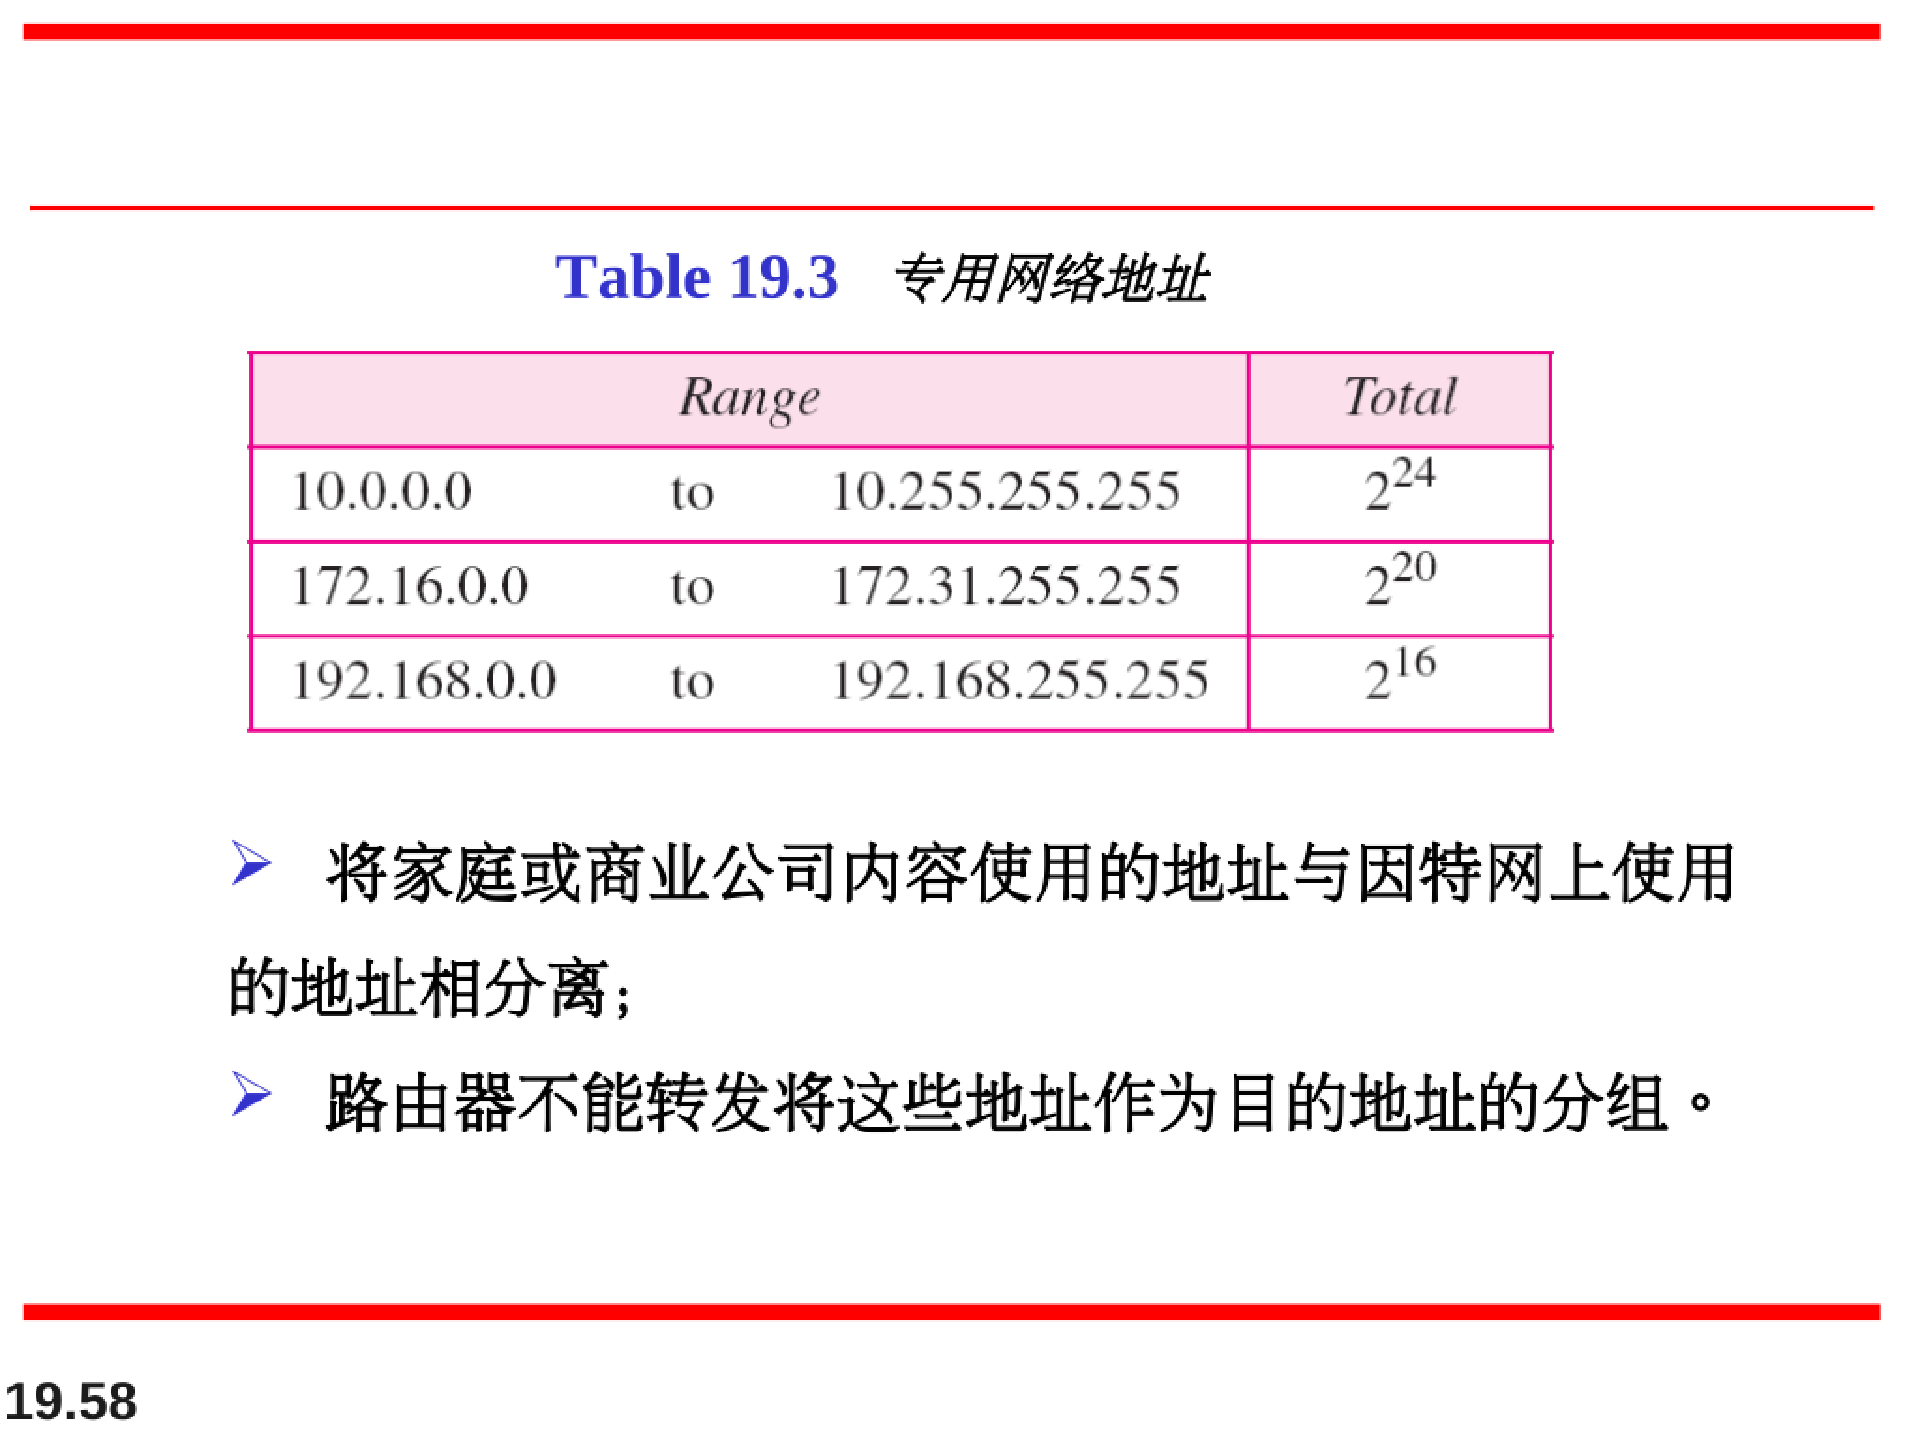 Table 19.3 专用网络地址
Range Total
10.0.0.0 to 10.255.255.255 2^24
172.16.0.0 to 172.31.255.255 2^20
192.168.0.0 to 192.168.255.255 2^16
➢ 将家庭或商业公司内容使用的地址与因特网上使用
的地址相分离;
➢ 路由器不能转发将这些地址作为目的地址的分组。
19.58